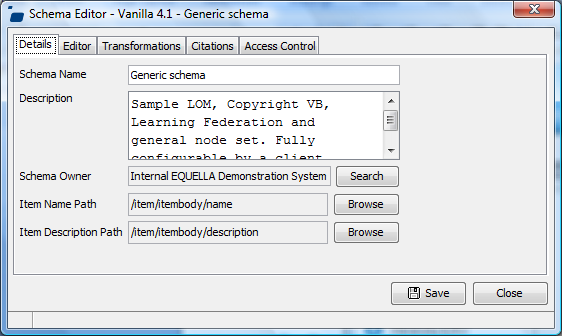 Schema Editor - Vanilla 4.1 - Generic schema
Details Editor Transformations Citations Access Control
Schema Name Generic schema
Description Sample LOM, Copyright VB,
Learning Federation and
general node set. Fully
configurable by a client
Schema Owner Internal EQUELLA Demonstration System Search
Item Name Path /item/itembody/name Browse
Item Description Path /item/itembody/description Browse
Save Close